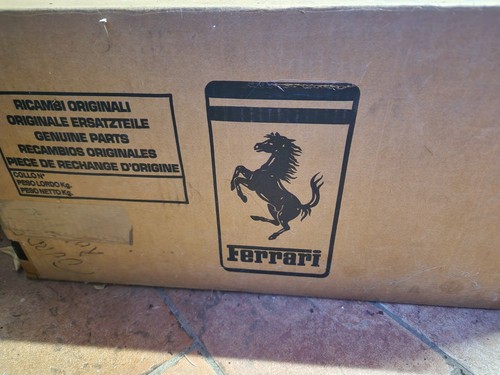 RICAMBI ORIGINALI
ORIGINALE ERSATZTEILE
GENUINE PARTS
RECAMBIOS ORIGINALES
PIECE DE RECHANGE D'ORIGINE
COLLO N°
PESO LORDO Kg.
PESO NETTO Kg.
Ferrari